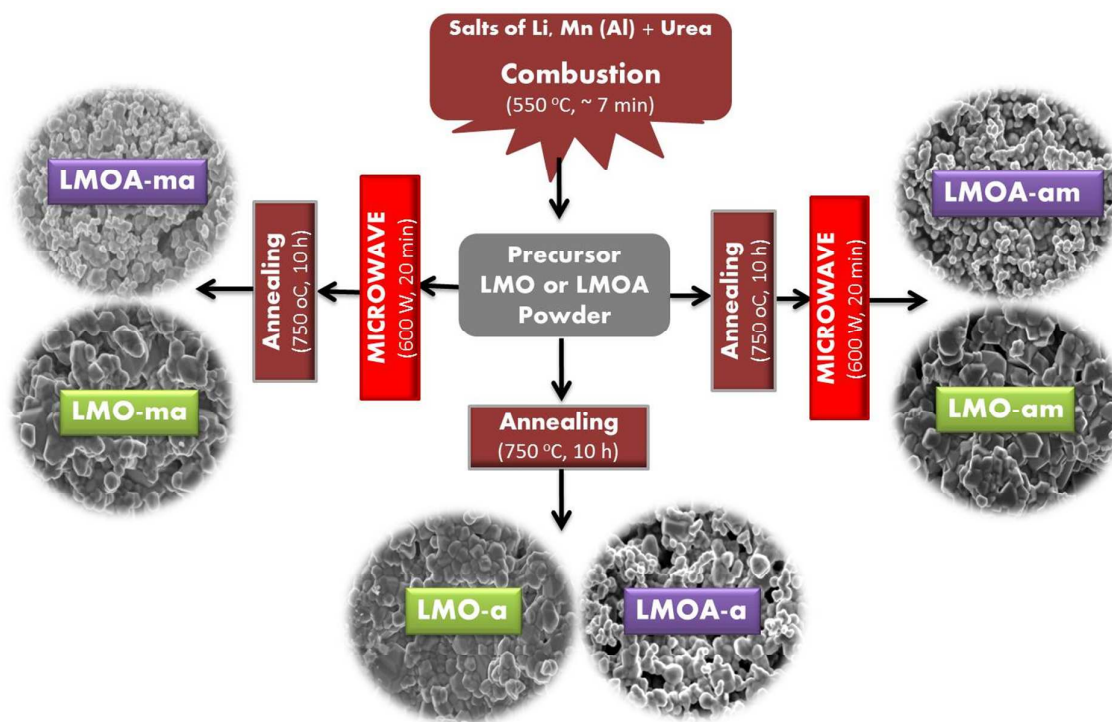 Salts of Li, Mn (Al) + Urea
Combustion
(550 °C, ~ 7 min)
LMOA-ma
LMO-ma
Annealing
(750 oC, 10 h)
MICROWAVE
(600 W, 20 min)
Precursor
LMO or LMOA
Powder
Annealing
(750 oC, 10 h)
MICROWAVE
(600 W, 20 min)
LMOA-am
LMO-am
Annealing
(750 °C, 10 h)
LMO-a
LMOA-a